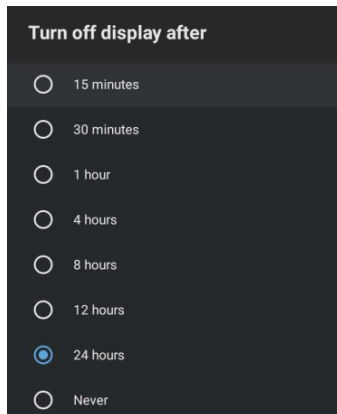 Turn off display after
15 minutes
30 minutes
1 hour
4 hours
8 hours
12 hours
24 hours
Never